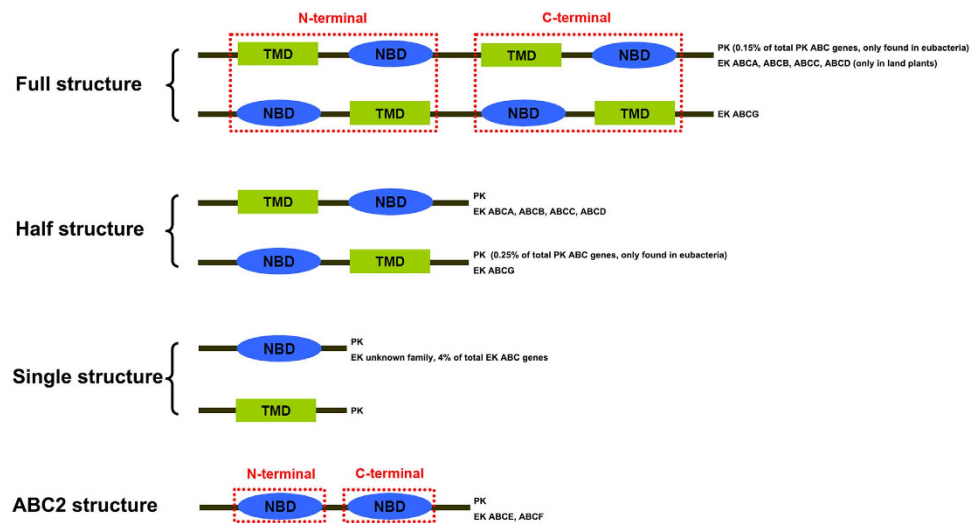 N-terminal C-terminal
TMD NBD TMD NBD PK (0.15% of total PK ABC genes, only found in eubacteria)
EK ABCA, ABCB, ABCC, ABCD (only in land plants)
Full structure
NBD TMD NBD TMD EK ABCG
TMD NBD PK
EK ABCA, ABCB, ABCC, ABCD
Half structure
NBD TMD PK (0.25% of total PK ABC genes, only found in eubacteria)
EK ABCG
NBD PK
EK unknown family, 4% of total EK ABC genes
Single structure
TMD PK
N-terminal C-terminal
ABC2 structure NBD NBD PK
EK ABCE, ABCF